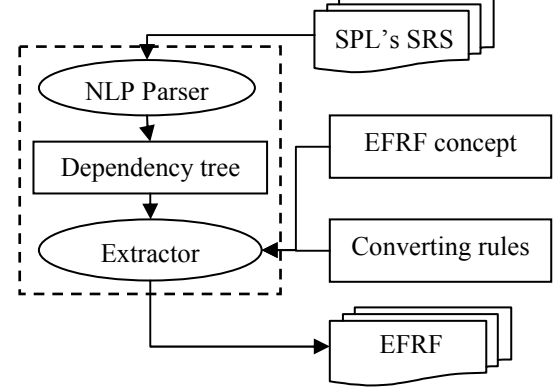 SPL’s SRS
NLP Parser
Dependency tree
EFRF concept
Extractor
Converting rules
EFRF